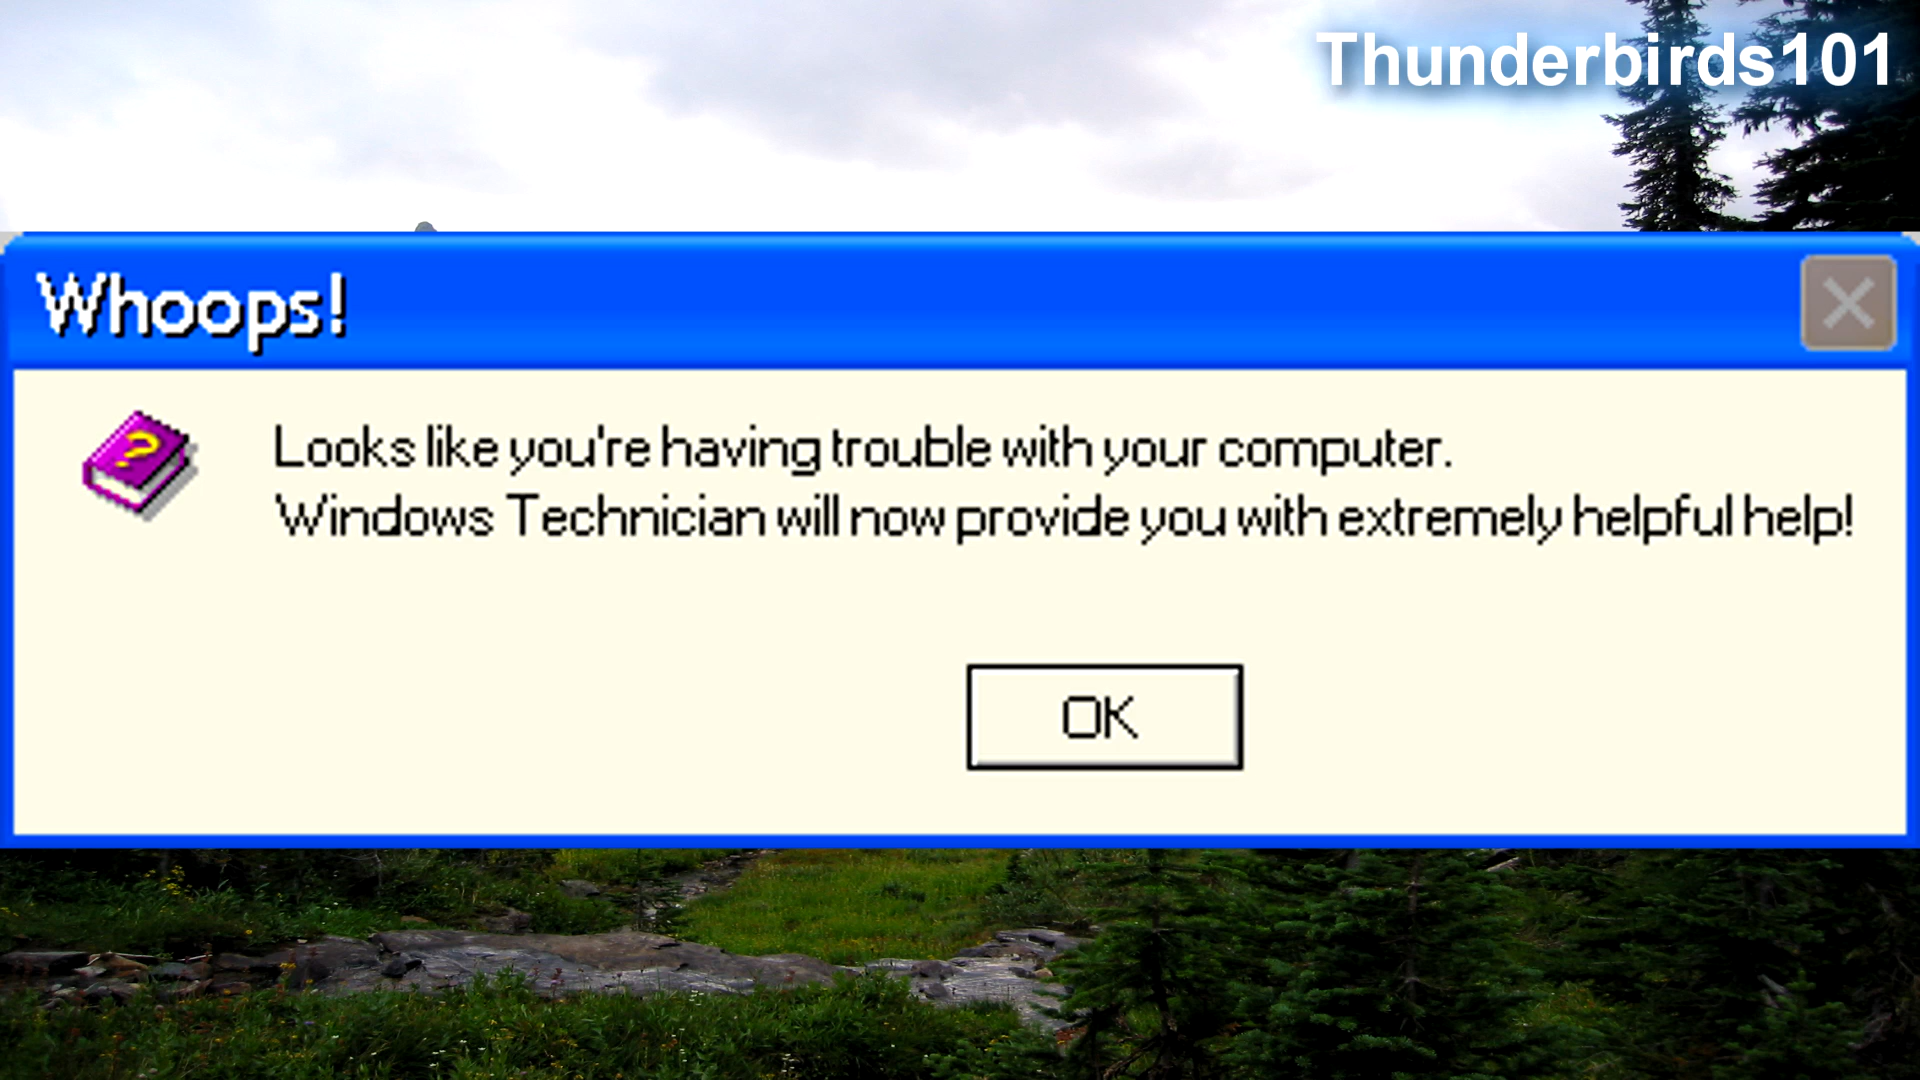 Thunderbirds101
Whoops!
Looks like you're having trouble with your computer.
Windows Technician will now provide you with extremely helpful help!
OK